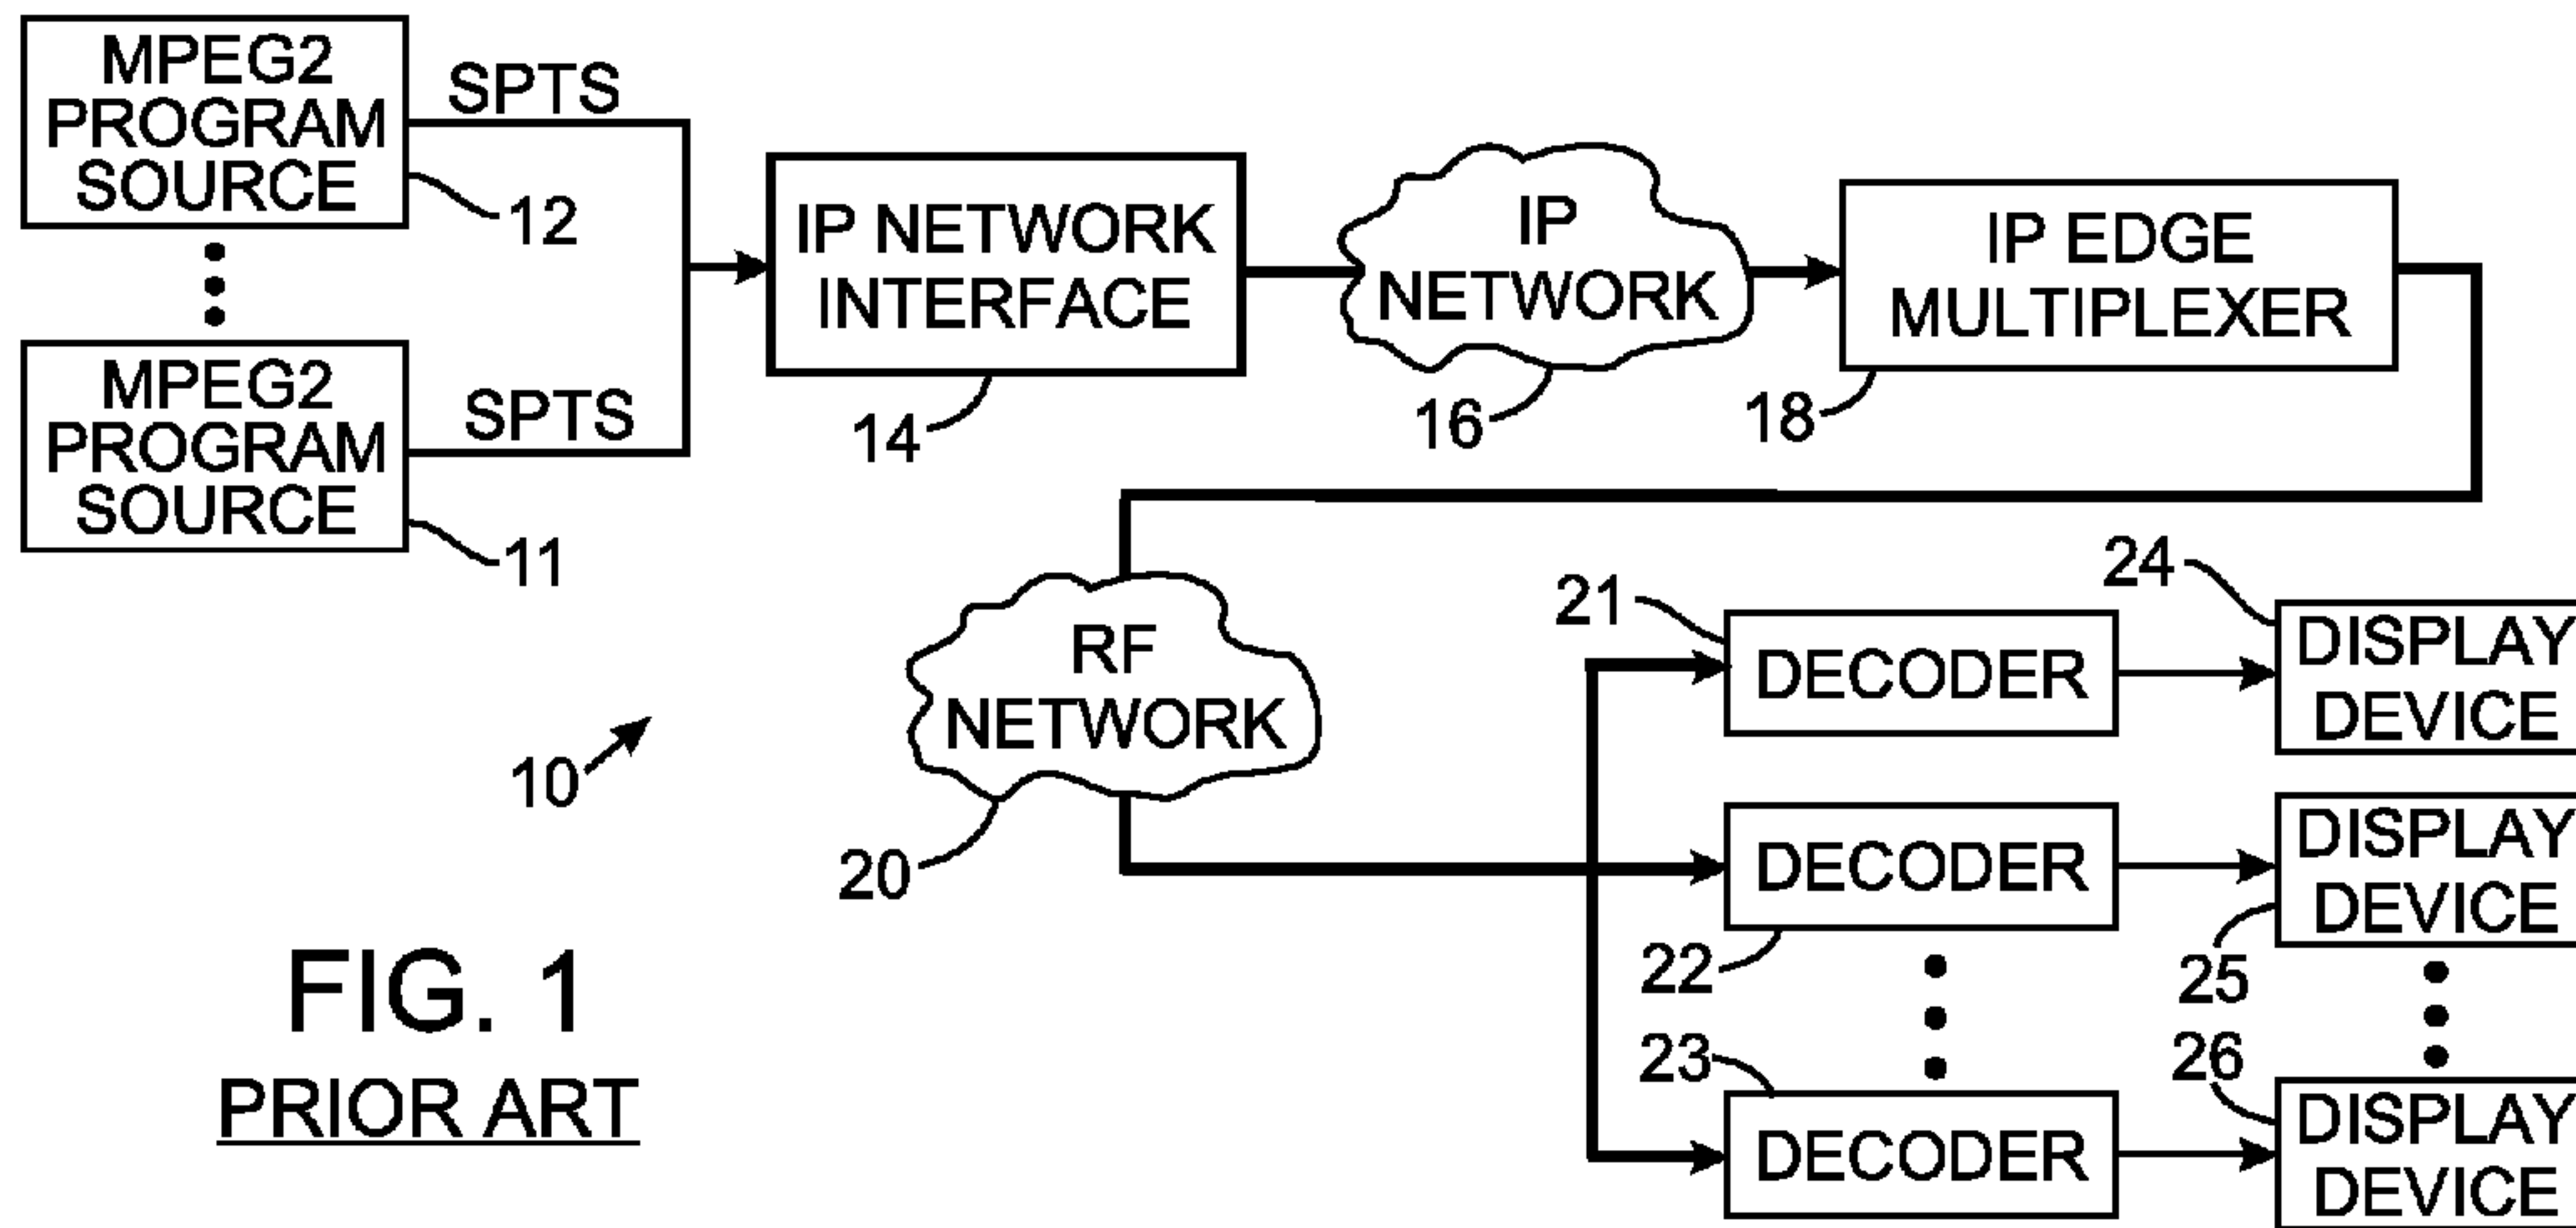 MPEG2
PROGRAM
SOURCE
12
SPTS
MPEG2
PROGRAM
SOURCE
11
SPTS
IP NETWORK
INTERFACE
14
IP
NETWORK
16
IP EDGE
MULTIPLEXER
18
RF
NETWORK
20
10
21
DECODER
24
DISPLAY
DEVICE
DECODER
22
DISPLAY
DEVICE
25
23
DECODER
26
DISPLAY
DEVICE
FIG. 1
PRIOR ART